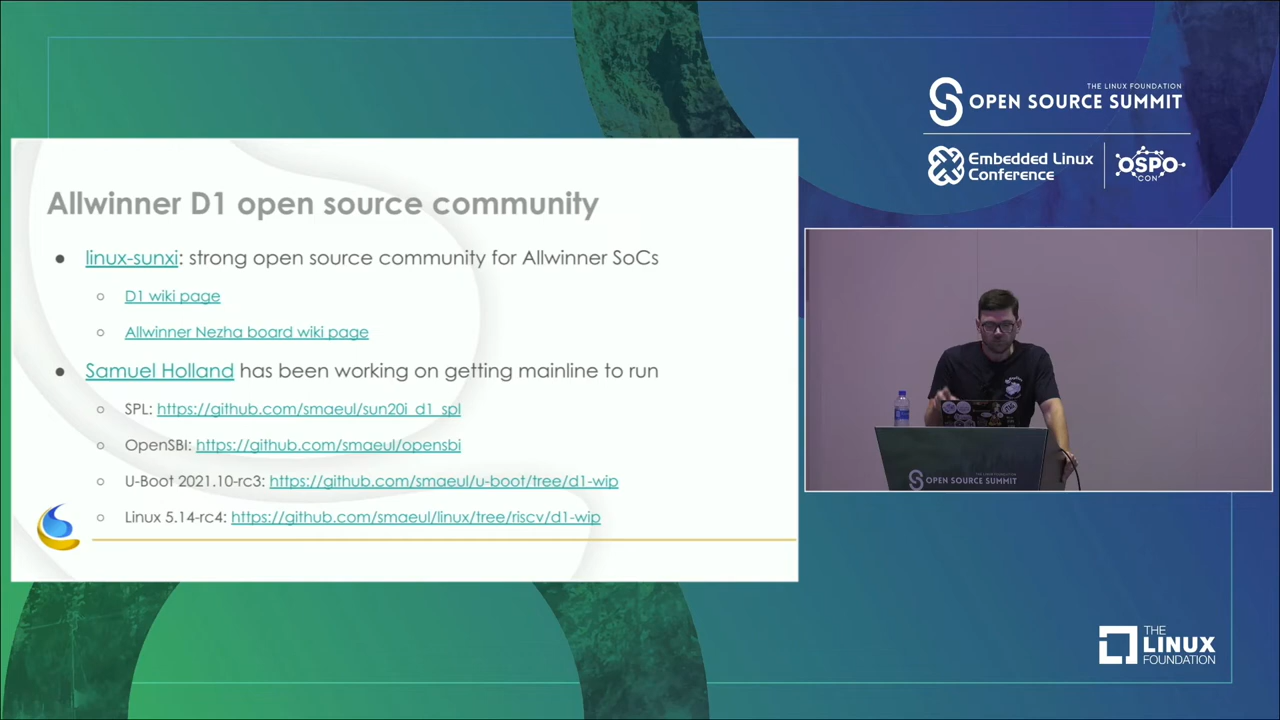 THE LINUX FOUNDATION
OPEN SOURCE SUMMIT
Embedded Linux
Conference
OSPO
CON
Allwinner D1 open source community
● linux-sunxi: strong open source community for Allwinner SoCs
○ D1 wiki page
○ Allwinner Nezha board wiki page
● Samuel Holland has been working on getting mainline to run
○ SPL: https://github.com/smaeul/sun20i_d1_spl
○ OpenSBI: https://github.com/smaeul/opensbi
○ U-Boot 2021.10-rc3: https://github.com/smaeul/u-boot/tree/d1-wip
○ Linux 5.14-rc4: https://github.com/smaeul/linux/tree/riscv/d1-wip
OPEN SOURCE SUMMIT
THE
LINUX
FOUNDATION